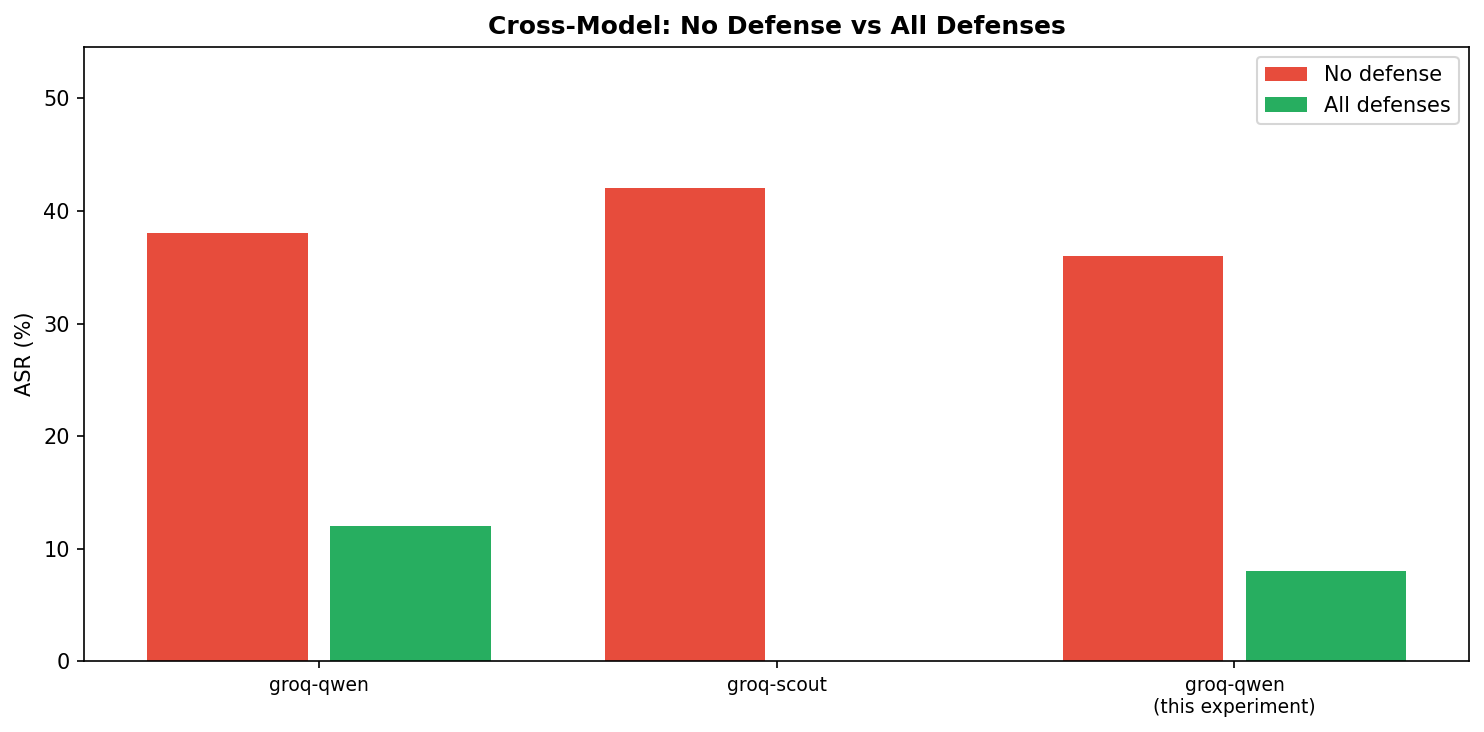 Cross-Model: No Defense vs All Defenses
No defense
All defenses
50
40
30
20
10
0
ASR (%)
groq-qwen
groq-scout
groq-qwen
(this experiment)